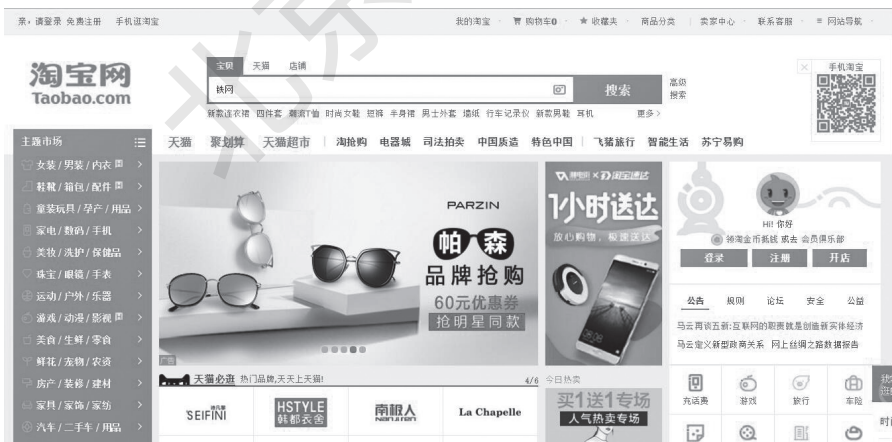 亲，请登录 免费注册 手机逛淘宝
我的淘宝 购物车0 收藏夹 商品分类 卖家中心 联系客服 网站导航
淘宝网
Taobao.com
宝贝 天猫 店铺
铁网
搜索
高级
搜索
新款连衣裙 四件套 潮流T恤 时尚女鞋 短裤 半身裙 男士外套 墙纸 行车记录仪 新款男鞋 耳机 更多>
手机淘宝
主题市场
天猫 聚划算 天猫超市 淘抢购 电器城 司法拍卖 中国质造 特色中国 飞猪旅行 智能生活 苏宁易购
女装/男装/内衣
鞋靴/箱包/配件
童装玩具/孕产/用品
家电/数码/手机
美妆/洗护/保健品
珠宝/眼镜/手表
运动/户外/乐器
游戏/动漫/影视
美食/生鲜/零食
鲜花/宠物/农资
房产/装修/建材
家具/家饰/家纺
汽车/二手车/用品
PARZIN
帕森
品牌抢购
60元优惠券
抢明星同款
广告
1小时送达
放心购物，极速送达
Hi! 你好
领淘金币抵钱 或去 会员俱乐部
登录 注册 开店
公告 规则 论坛 安全 公益
马云再谈五新:互联网的职责就是创造新实体经济
马云定义新型政商关系 网上丝绸之路数据报告
天猫必逛 热门品牌,天天上天猫! 4/6
今日热卖
买1送1专场
人气热卖专场
SEIFINI
HSTYLE
韩都衣舍
南极人
NanJiren
La Chapelle
充话费 游戏 旅行 车险
北京